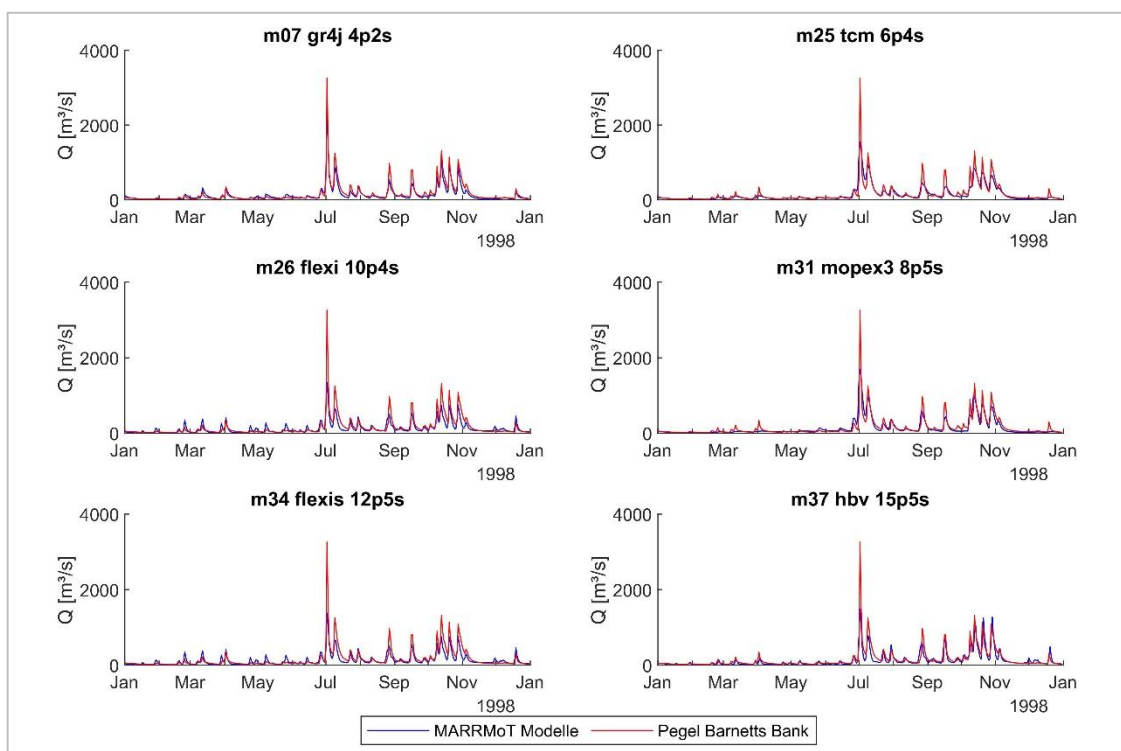 m07 gr4j 4p2s
4000
2000
0
Q [m³/s]
Jan Mar May Jul Sep Nov Jan
1998
m25 tcm 6p4s
4000
2000
0
Q [m³/s]
Jan Mar May Jul Sep Nov Jan
1998
m26 flexi 10p4s
4000
2000
0
Q [m³/s]
Jan Mar May Jul Sep Nov Jan
1998
m31 mopex3 8p5s
4000
2000
0
Q [m³/s]
Jan Mar May Jul Sep Nov Jan
1998
m34 flexis 12p5s
4000
2000
0
Q [m³/s]
Jan Mar May Jul Sep Nov Jan
1998
m37 hbv 15p5s
4000
2000
0
Q [m³/s]
Jan Mar May Jul Sep Nov Jan
1998
MARRMoT Modelle Pegel Barnetts Bank